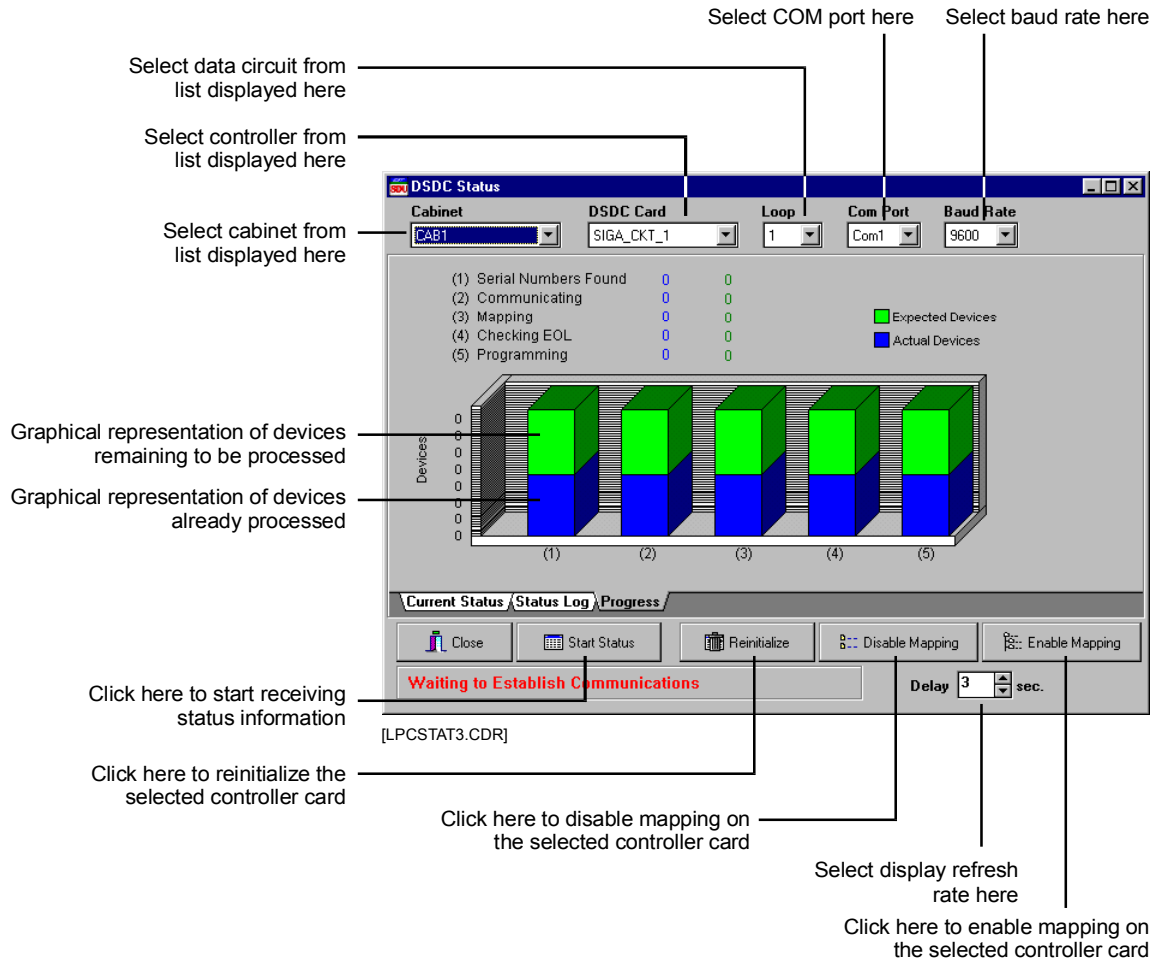 Select COM port here
Select baud rate here
Select data circuit from
list displayed here
Select controller from
list displayed here
Select cabinet from
list displayed here
SDU DSDC Status
Cabinet
DSDC Card
Loop
Com Port
Baud Rate
CAB1
SIGA_CKT_1
1
Com1
9600
(1) Serial Numbers Found 0 0
(2) Communicating 0 0
(3) Mapping 0 0
(4) Checking EOL 0 0
(5) Programming 0 0
Expected Devices
Actual Devices
Graphical representation of devices
remaining to be processed
Graphical representation of devices
already processed
Devices
0
0
0
0
0
0
0
0
(1) (2) (3) (4) (5)
Current Status Status Log Progress
Close
Start Status
Reinitialize
Disable Mapping
Enable Mapping
Waiting to Establish Communications
Delay 3 sec.
Click here to start receiving
status information
[LPCSTAT3.CDR]
Click here to reinitialize the
selected controller card
Click here to disable mapping on
the selected controller card
Select display refresh
rate here
Click here to enable mapping on
the selected controller card